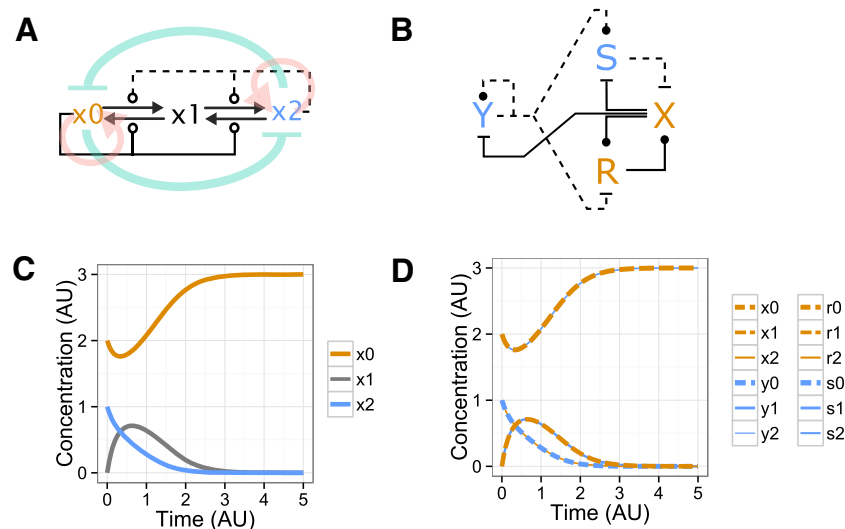 A
x0
x1
x2
B
S
Y
X
R
C
Concentration (AU)
3
2
1
0
0 1 2 3 4 5
Time (AU)
x0
x1
x2
D
Concentration (AU)
3
2
1
0
0 1 2 3 4 5
Time (AU)
x0 r0
x1 r1
x2 r2
y0 s0
y1 s1
y2 s2